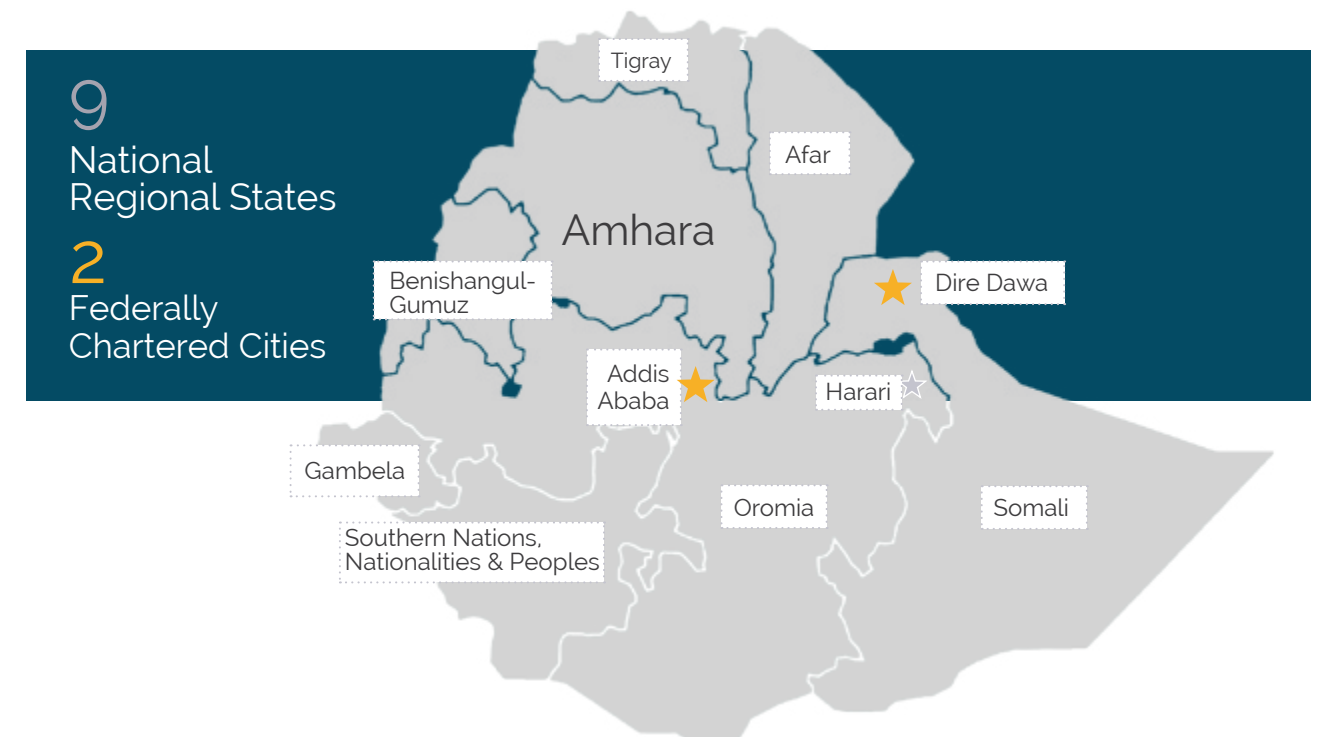 9
National
Regional States
2
Federally
Chartered Cities
Tigray
Afar
Amhara
Benishangul-
Gumuz
Dire Dawa
Addis
Ababa
Harari
Gambela
Oromia
Somali
Southern Nations,
Nationalities & Peoples